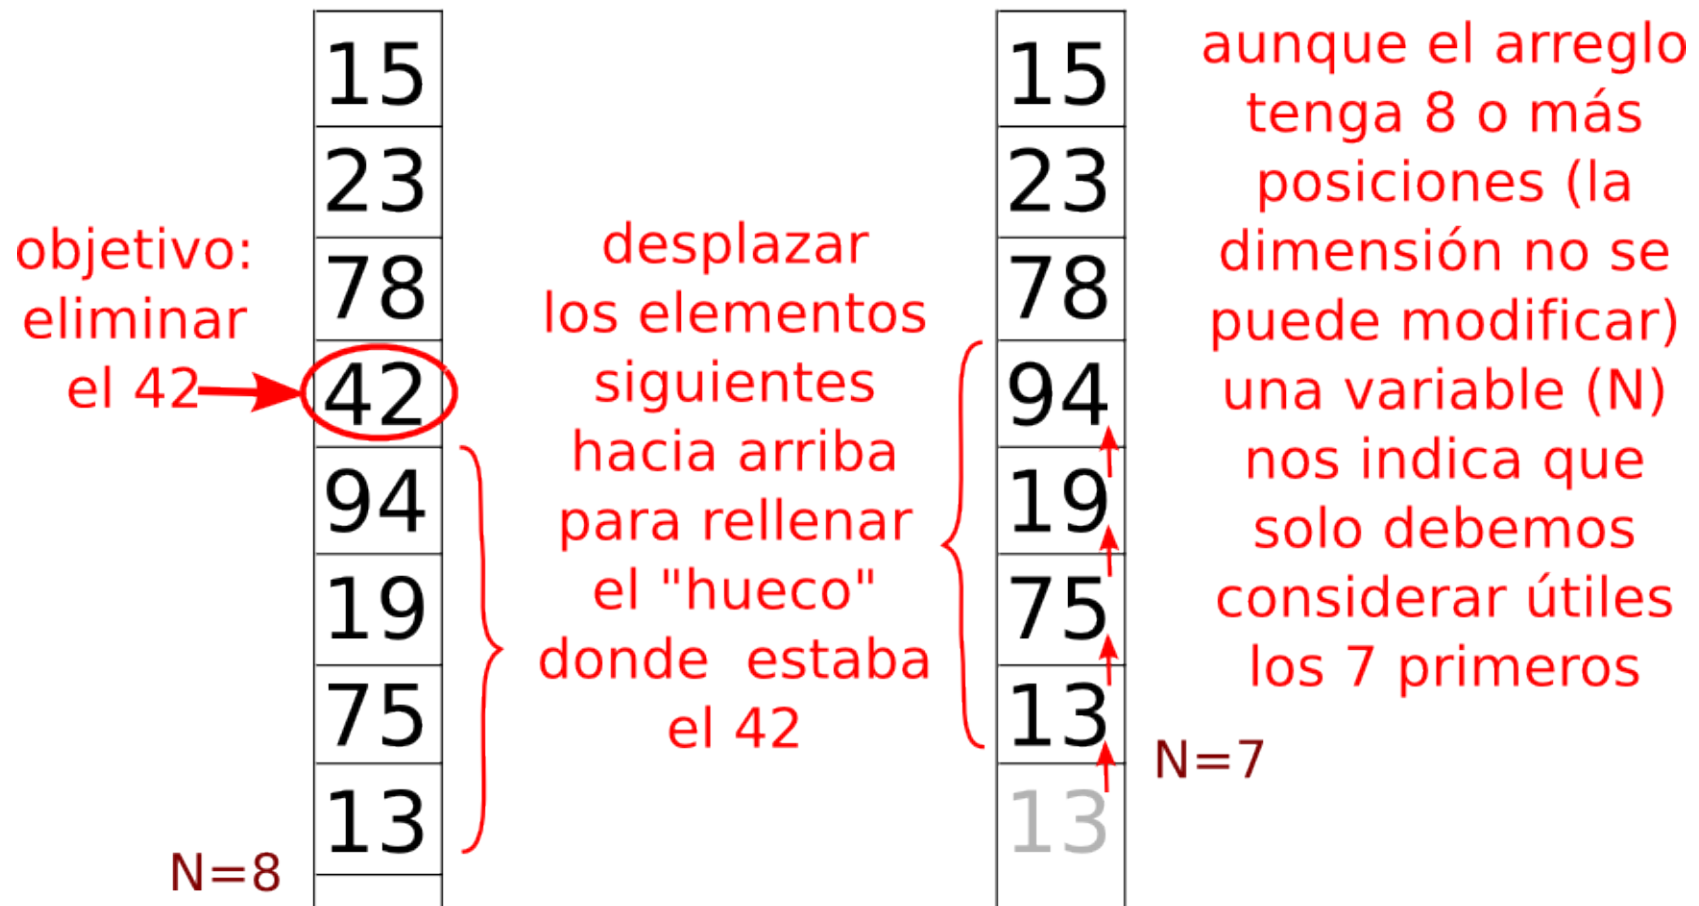 objetivo:
eliminar
el 42
15
23
78
42
94
19
75
13
N=8
desplazar
los elementos
siguientes
hacia arriba
para rellenar
el "hueco"
donde estaba
el 42
15
23
78
94
19
75
13
13
N=7
aunque el arreglo
tenga 8 o más
posiciones (la
dimensión no se
puede modificar)
una variable (N)
nos indica que
solo debemos
considerar útiles
los 7 primeros